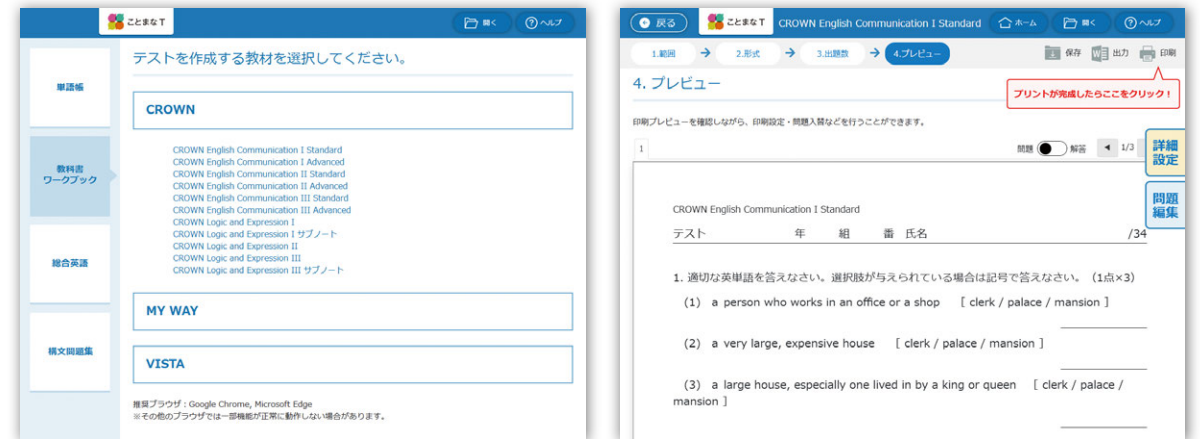 ことまな T
開く
ヘルプ
単語帳
教科書
ワークブック
総合英語
構文問題集
テストを作成する教材を選択してください。
CROWN
CROWN English Communication I Standard
CROWN English Communication I Advanced
CROWN English Communication II Standard
CROWN English Communication II Advanced
CROWN English Communication III Standard
CROWN English Communication III Advanced
CROWN Logic and Expression I
CROWN Logic and Expression I サブノート
CROWN Logic and Expression II
CROWN Logic and Expression III
CROWN Logic and Expression III サブノート
MY WAY
VISTA
推奨ブラウザ：Google Chrome, Microsoft Edge
※その他のブラウザでは一部機能が正常に動作しない場合があります。
戻る
ことまな T
CROWN English Communication I Standard
ホーム
開く
ヘルプ
1.範囲 → 2.形式 → 3.出題数 → 4.プレビュー
保存 出力 印刷
4. プレビュー
プリントが完成したらここをクリック！
印刷プレビューを確認しながら、印刷設定・問題入替などを行うことができます。
1
問題 解答 ◀ 1/3
詳細
設定
問題
編集
CROWN English Communication I Standard
テスト 年 組 番 氏名 /34
1. 適切な英単語を答えなさい。選択肢が与えられている場合は記号で答えなさい。（1点×3）
(1) a person who works in an office or a shop [ clerk / palace / mansion ]
(2) a very large, expensive house [ clerk / palace / mansion ]
(3) a large house, especially one lived in by a king or queen [ clerk / palace /
mansion ]